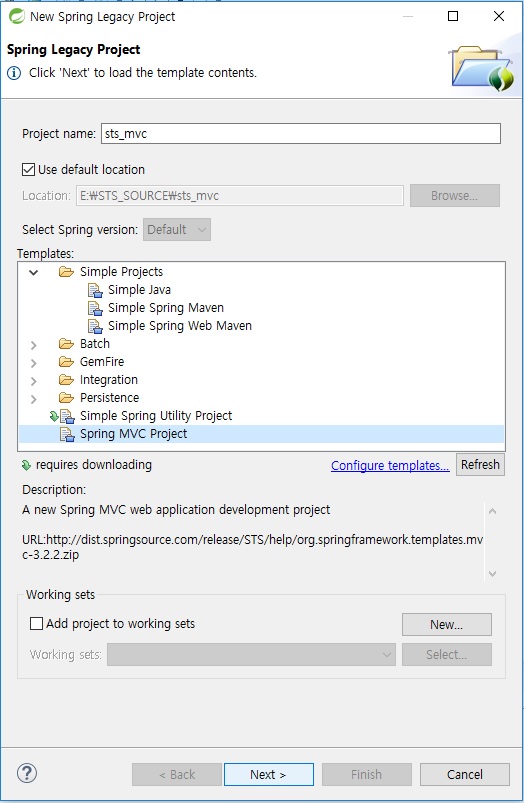 New Spring Legacy Project
Spring Legacy Project
Click 'Next' to load the template contents.
Project name: sts_mvc
Use default location
Location: E:₩STS_SOURCE₩sts_mvc Browse...
Select Spring version: Default
Templates:
Simple Projects
Simple Java
Simple Spring Maven
Simple Spring Web Maven
Batch
GemFire
Integration
Persistence
Simple Spring Utility Project
Spring MVC Project
requires downloading Configure templates... Refresh
Description:
A new Spring MVC web application development project
URL:http://dist.springsource.com/release/STS/help/org.springframework.templates.mv
c-3.2.2.zip
Working sets
Add project to working sets New...
Working sets: Select...
? < Back Next > Finish Cancel